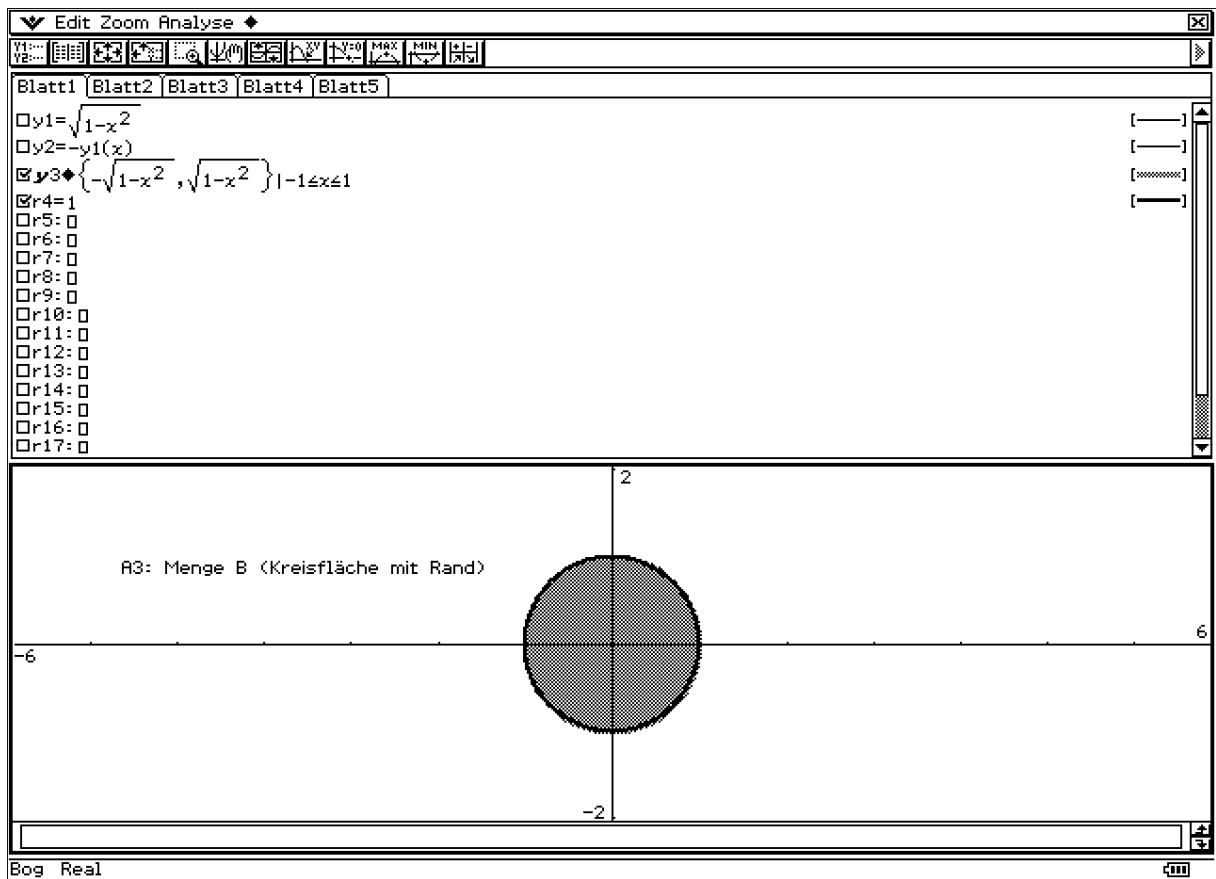 Edit Zoom Analyse
Blatt1 Blatt2 Blatt3 Blatt4 Blatt5
y1=√1-x²
y2=-y1(x)
y3◆{-√1-x² ,√1-x² }|-1≤x≤1
r4=1
r5:
r6:
r7:
r8:
r9:
r10:
r11:
r12:
r13:
r14:
r15:
r16:
r17:
2
A3: Menge B (Kreisfläche mit Rand)
6
-6
-2
Bog Real